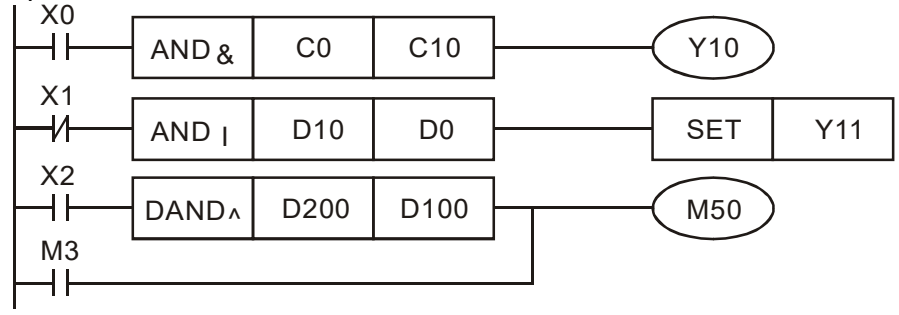 X0
AND & C0 C10 Y10
X1
AND | D10 D0 SET Y11
X2
DAND^ D200 D100 M50
M3